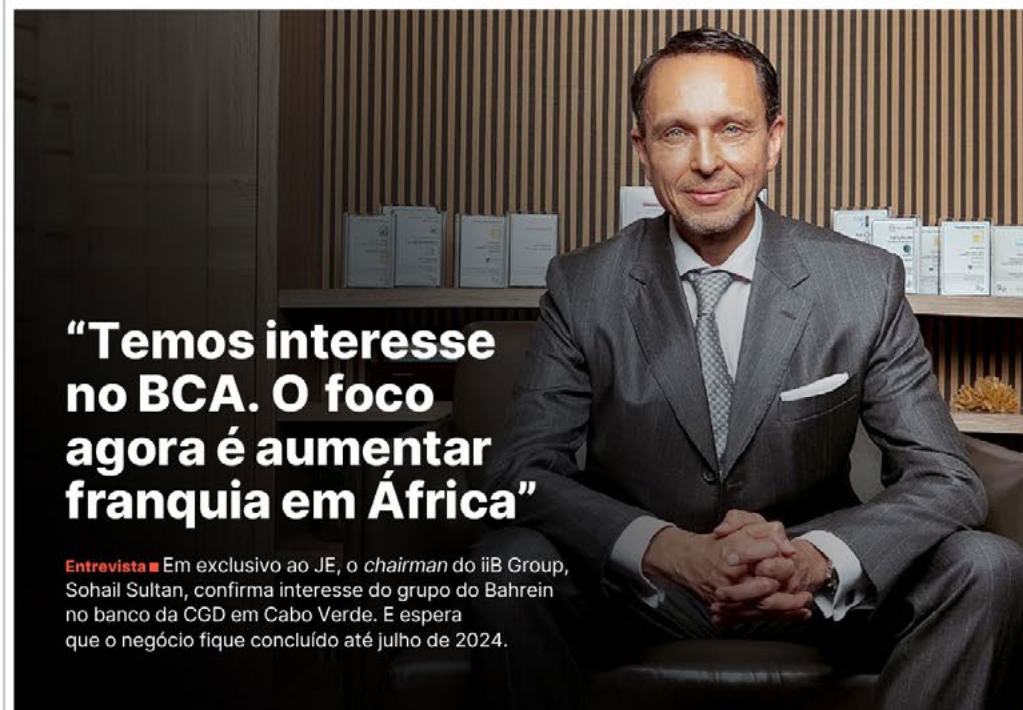 “Temos interesse
no BCA. O foco
agora é aumentar
franquia em África”
Entrevista ■ Em exclusivo ao JE, o chairman do iiB Group,
Sohail Sultan, confirma interesse do grupo do Bahrein
no banco da CGD em Cabo Verde. E espera
que o negócio fique concluído até julho de 2024.